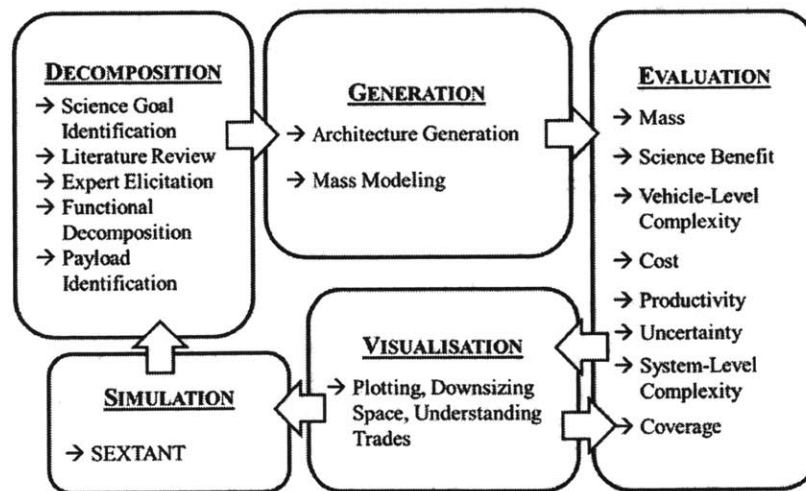 DECOMPOSITION
→ Science Goal
Identification
→ Literature Review
→ Expert Elicitation
→ Functional
Decomposition
→ Payload
Identification
GENERATION
→ Architecture Generation
→ Mass Modeling
EVALUATION
→ Mass
→ Science Benefit
→ Vehicle-Level
Complexity
→ Cost
→ Productivity
→ Uncertainty
→ System-Level
Complexity
→ Coverage
VISUALISATION
→ Plotting, Downsizing
Space, Understanding
Trades
SIMULATION
→ SEXTANT